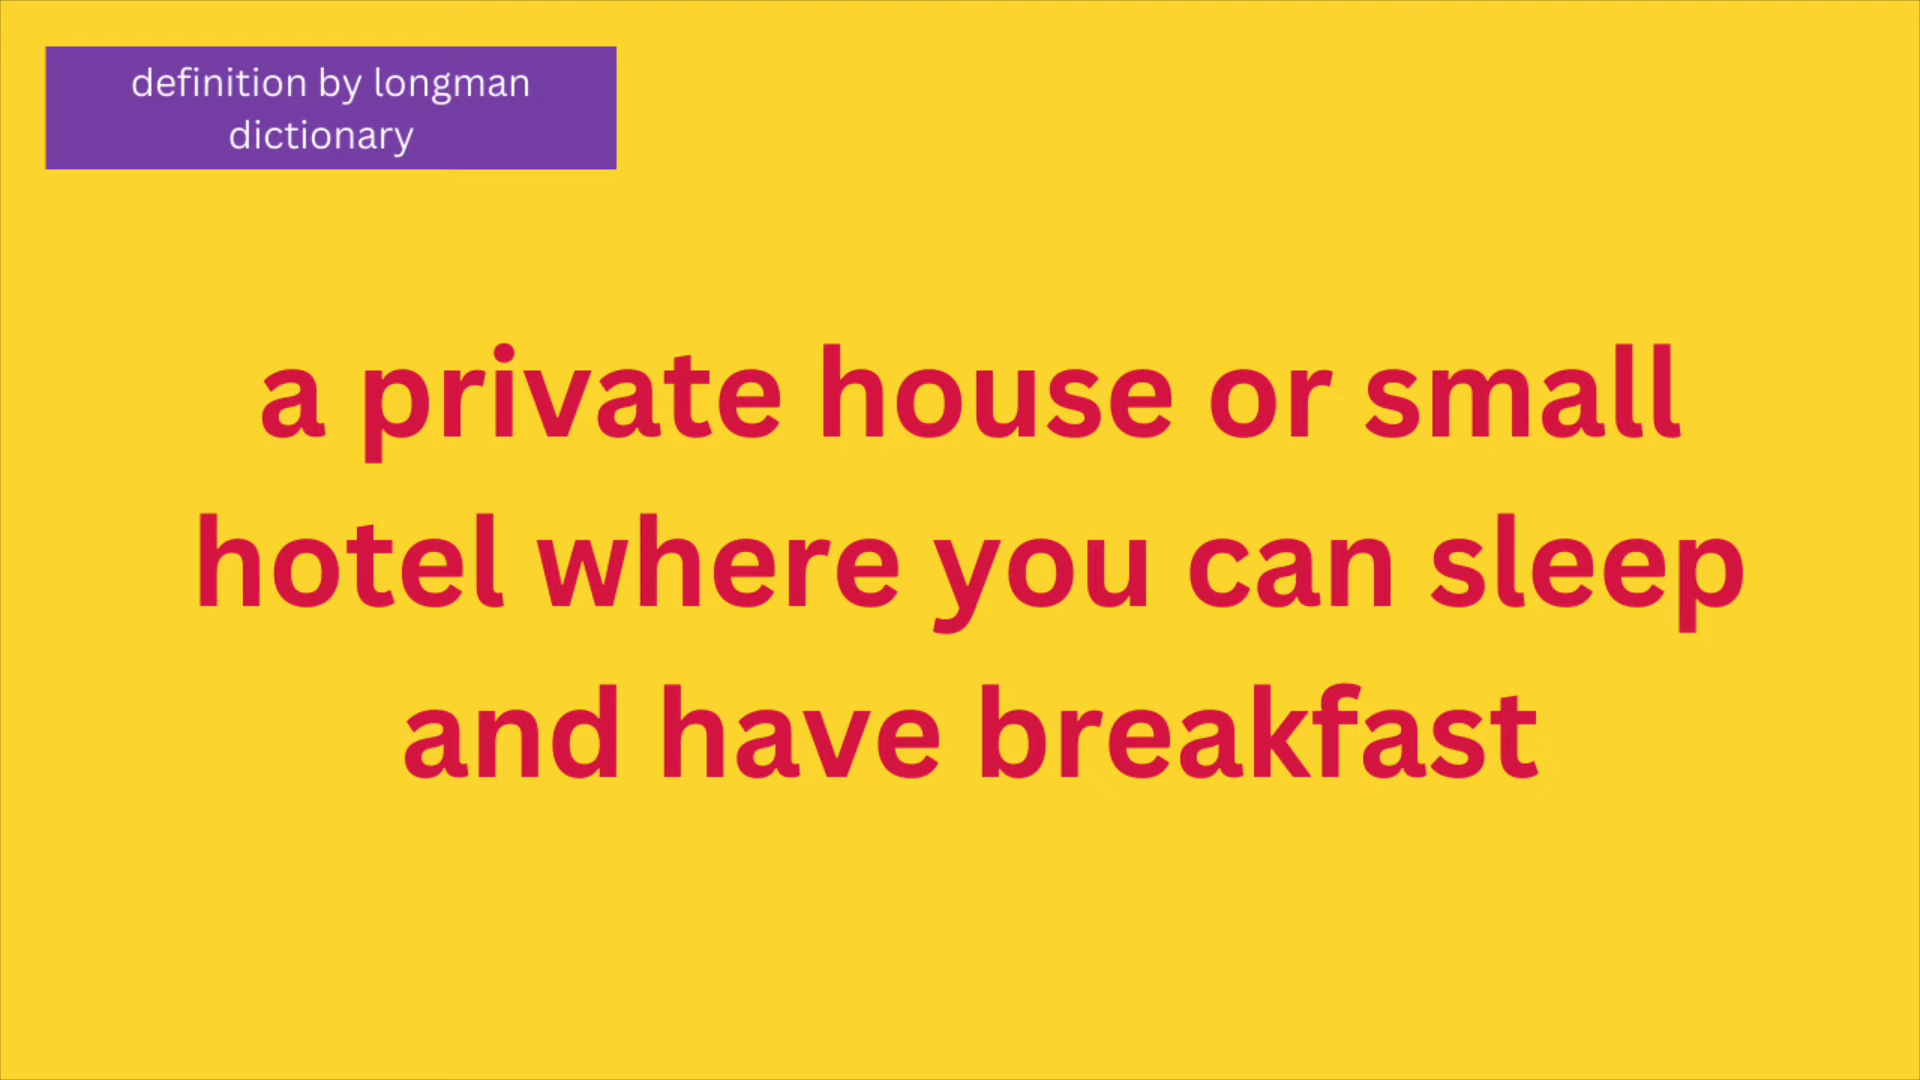 definition by longman
dictionary
a private house or small
hotel where you can sleep
and have breakfast